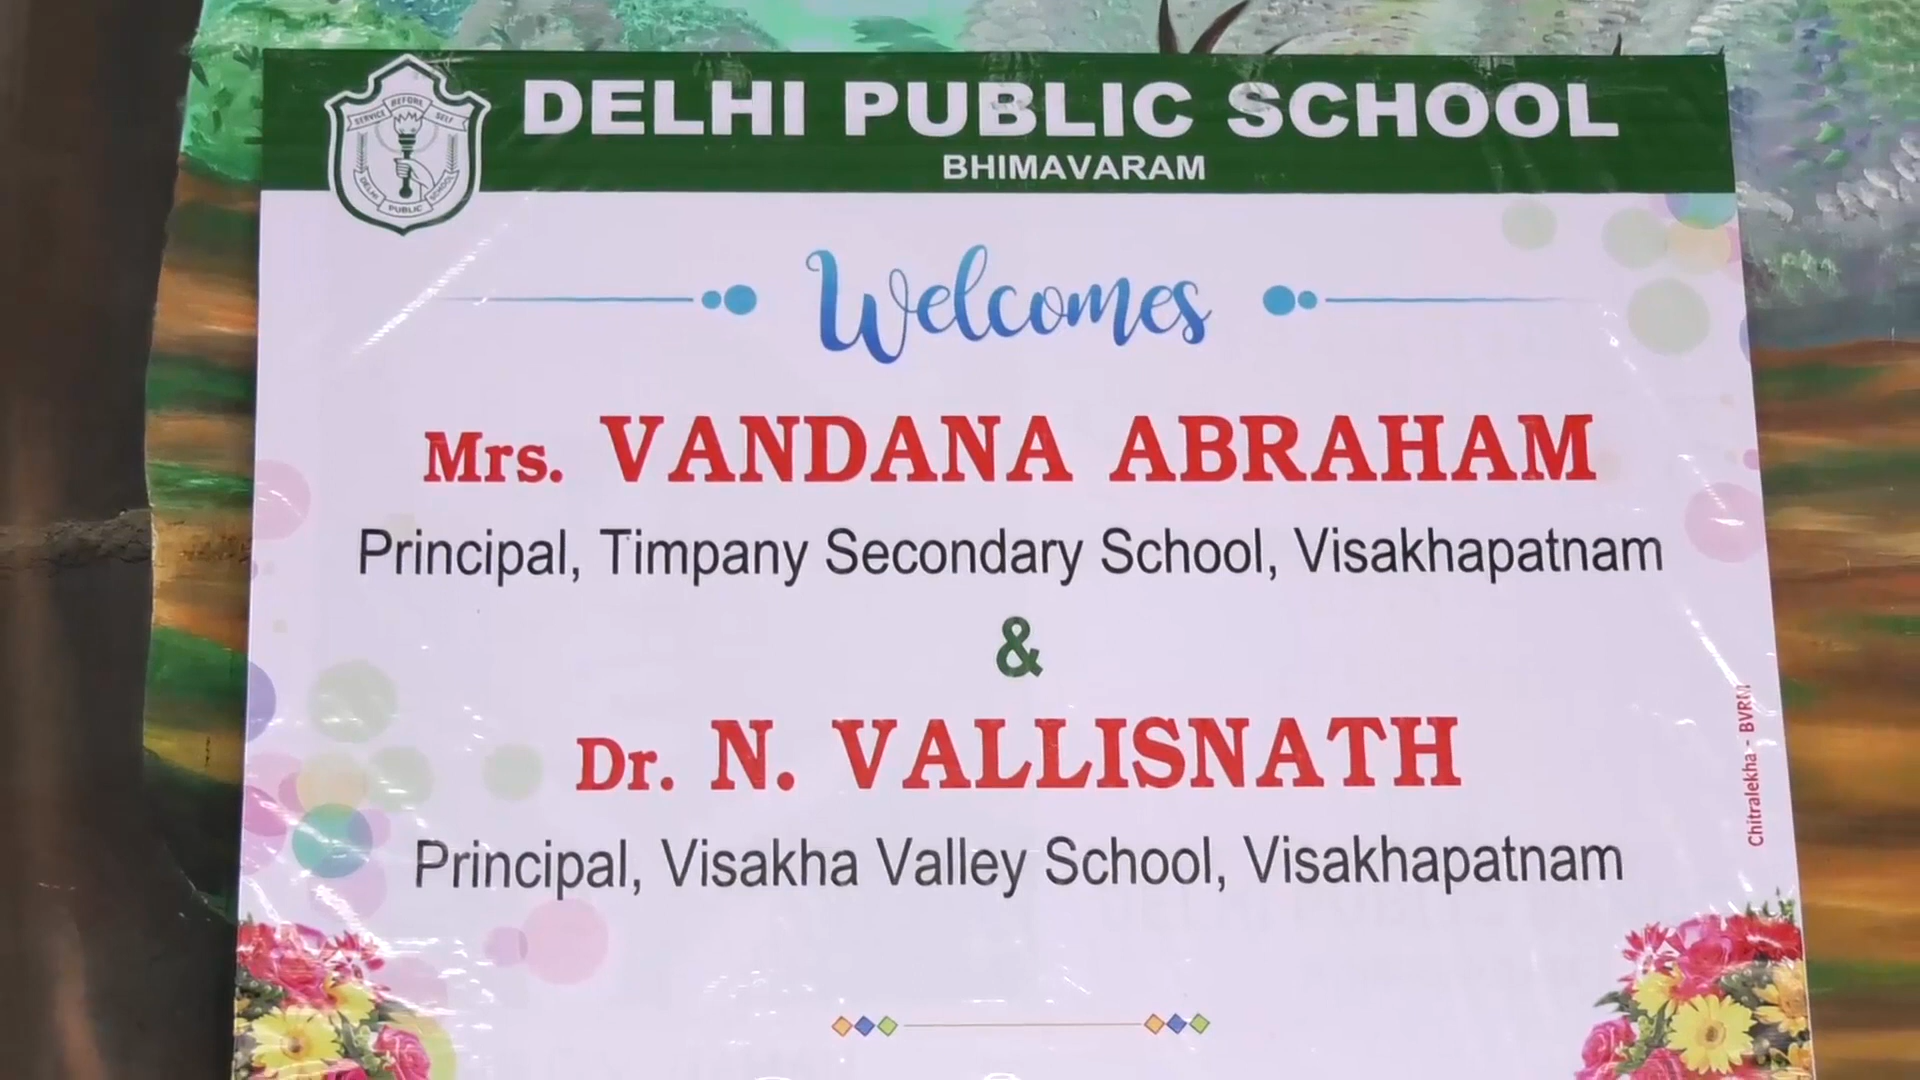 SERVICE BEFORE SELF
DELHI PUBLIC SCHOOL
DELHI PUBLIC SCHOOL
BHIMAVARAM
Welcomes
Mrs. VANDANA ABRAHAM
Principal, Timpany Secondary School, Visakhapatnam
&
Dr. N. VALLISNATH
Principal, Visakha Valley School, Visakhapatnam
Chitralekha - BVRM